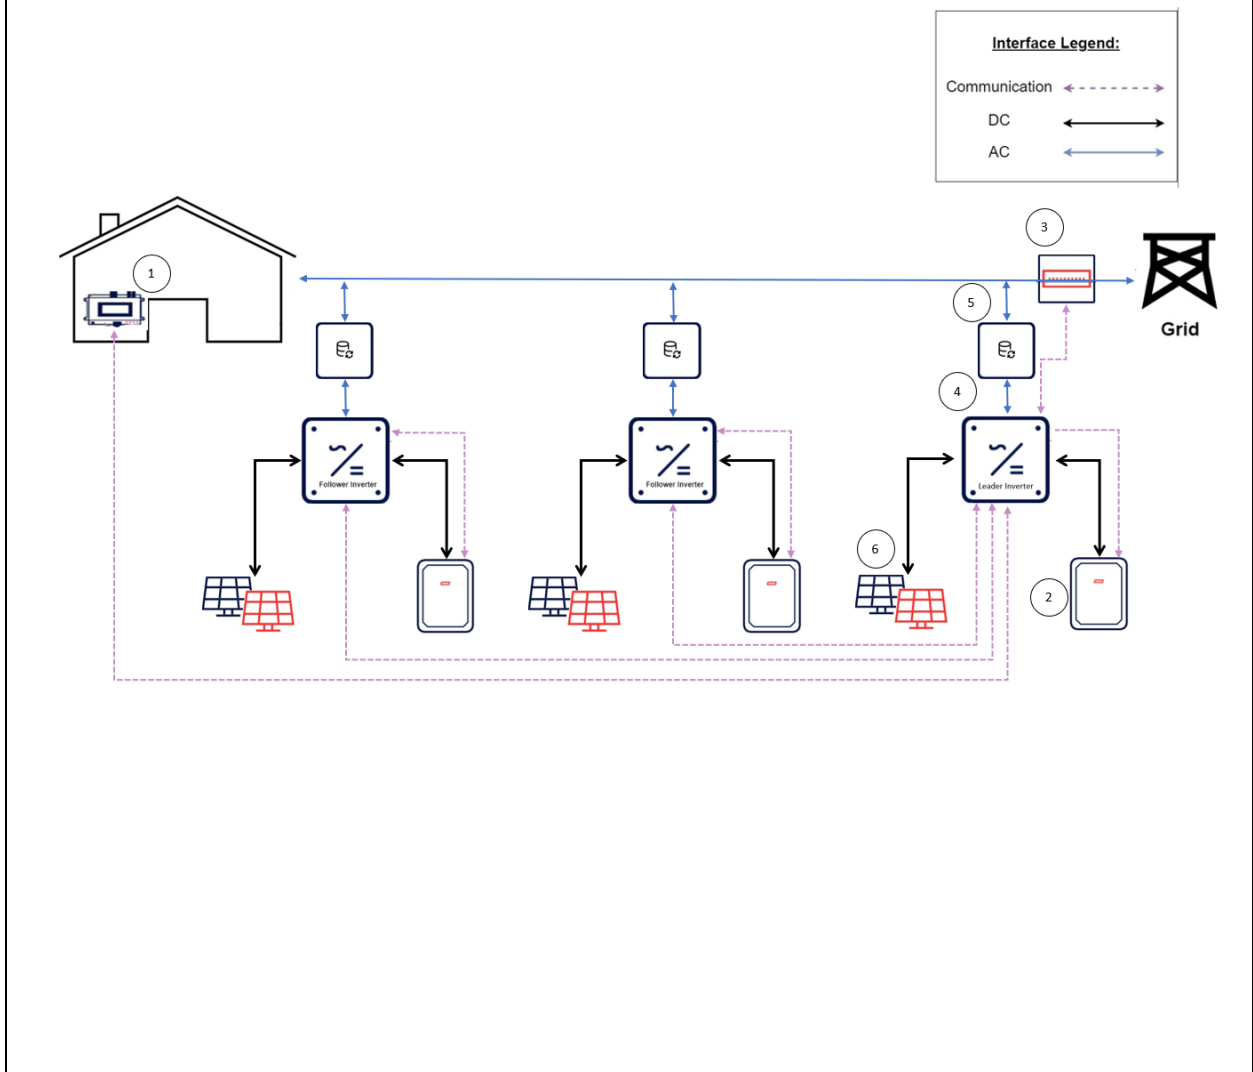 Interface Legend:
Communication
DC
AC
3
1
5
Grid
4
Follower Inverter
Follower Inverter
Leader Inverter
6
2